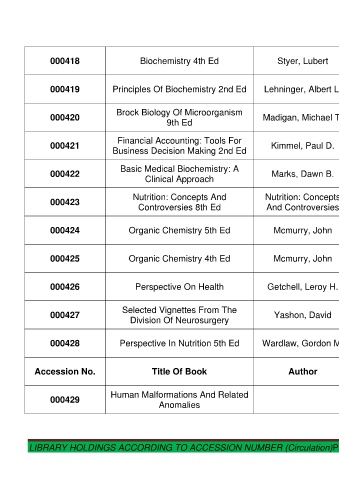 000418 Biochemistry 4th Ed Styer, Lubert
000419 Principles Of Biochemistry 2nd Ed Lehninger, Albert L
000420 Brock Biology Of Microorganism 9th Ed Madigan, Michael T
000421 Financial Accounting: Tools For Business Decision Making 2nd Ed Kimmel, Paul D.
000422 Basic Medical Biochemistry: A Clinical Approach Marks, Dawn B.
000423 Nutrition: Concepts And Controversies 8th Ed Nutrition: Concepts And Controversies
000424 Organic Chemistry 5th Ed Mcmurry, John
000425 Organic Chemistry 4th Ed Mcmurry, John
000426 Perspective On Health Getchell, Leroy H.
000427 Selected Vignettes From The Division Of Neurosurgery Yashon, David
000428 Perspective In Nutrition 5th Ed Wardlaw, Gordon M
Accession No. Title Of Book Author
000429 Human Malformations And Related Anomalies
LIBRARY HOLDINGS ACCORDING TO ACCESSION NUMBER (Circulation)P